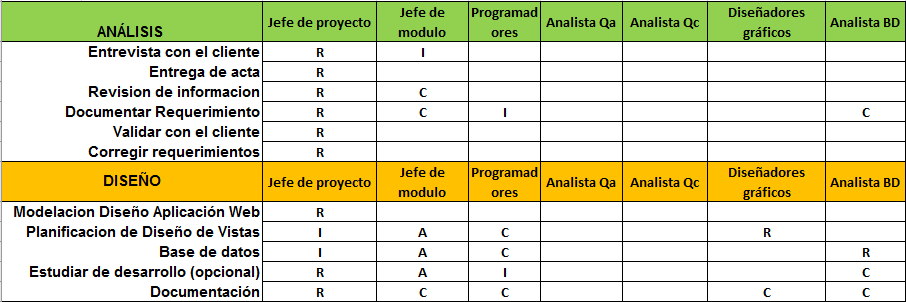 ANÁLISIS Jefe de proyecto Jefe de modulo Programadores Analista Qa Analista Qc Diseñadores gráficos Analista BD
Entrevista con el cliente R I
Entrega de acta R
Revision de informacion R C
Documentar Requerimiento R C I C
Validar con el cliente R
Corregir requerimientos R
DISEÑO Jefe de proyecto Jefe de modulo Programadores Analista Qa Analista Qc Diseñadores gráficos Analista BD
Modelacion Diseño Aplicación Web R
Planificacion de Diseño de Vistas I A C R
Base de datos I A C R
Estudiar de desarrollo (opcional) R A I C
Documentación R C C C C